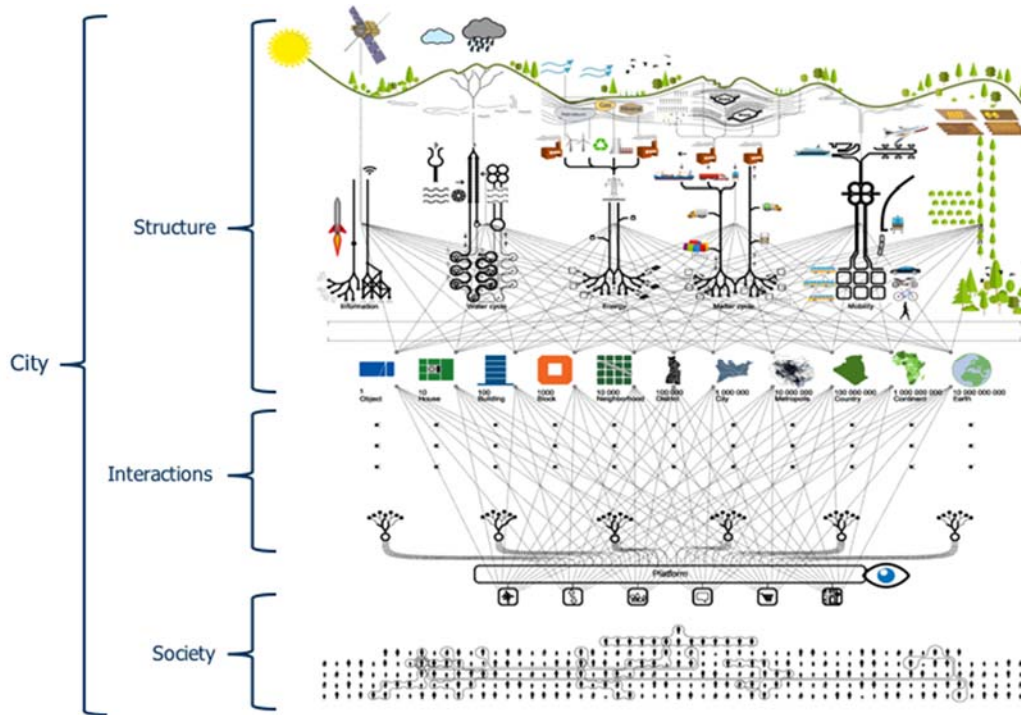 Structure
Information
Water cycle
Energy
Matter cycle
Mobility
City
1 10 100 1000 10 000 100 000 1 000 000 10 000 000 100 000 000 1 000 000 000 10 000 000 000
Object House Building Block Neighborhood District City Metropolis Country Continent Earth
Interactions
Platform
Society